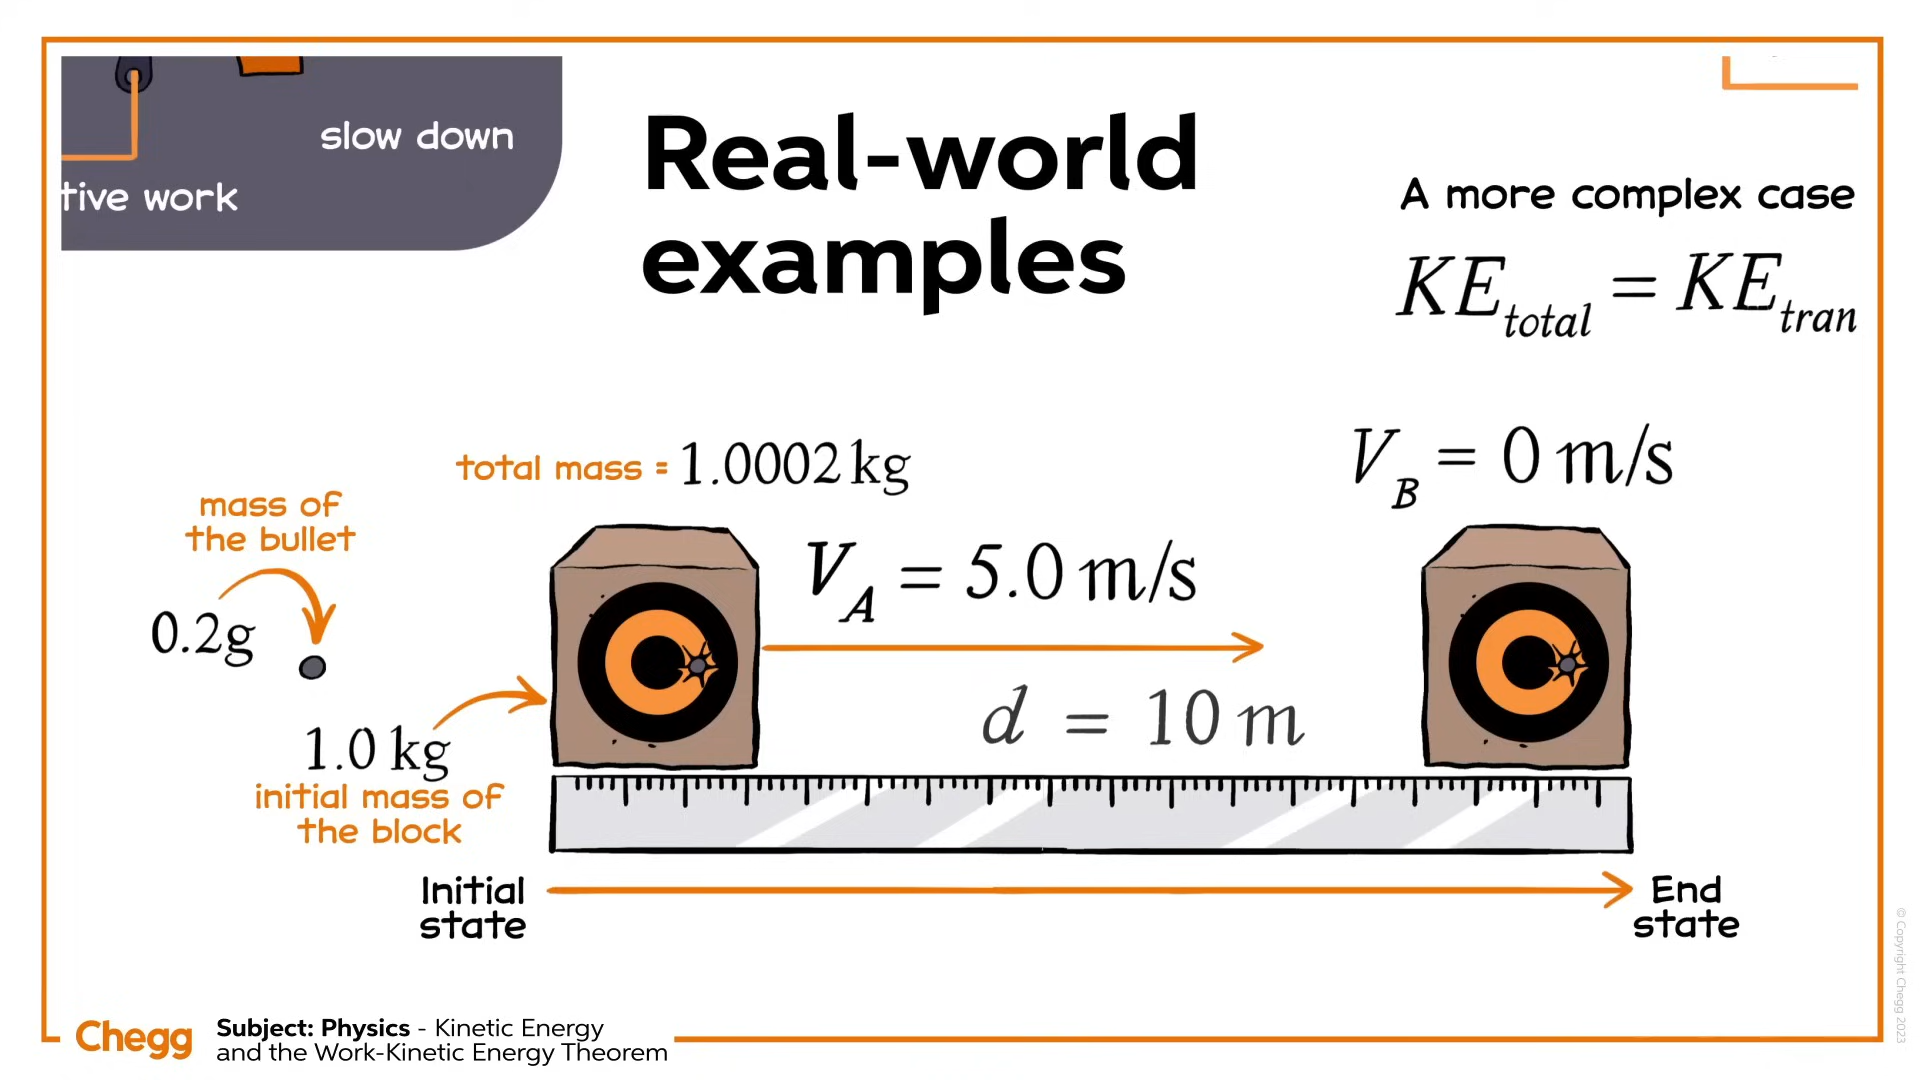 slow down
tive work
Real-world
examples
A more complex case
KEtotal = KEtran
total mass = 1.0002 kg
VB = 0 m/s
mass of
the bullet
0.2g
VA = 5.0 m/s
d = 10 m
1.0 kg
initial mass of
the block
Initial
state
End
state
Chegg
Subject: Physics - Kinetic Energy
and the Work-Kinetic Energy Theorem
© Copyright Chegg 2023